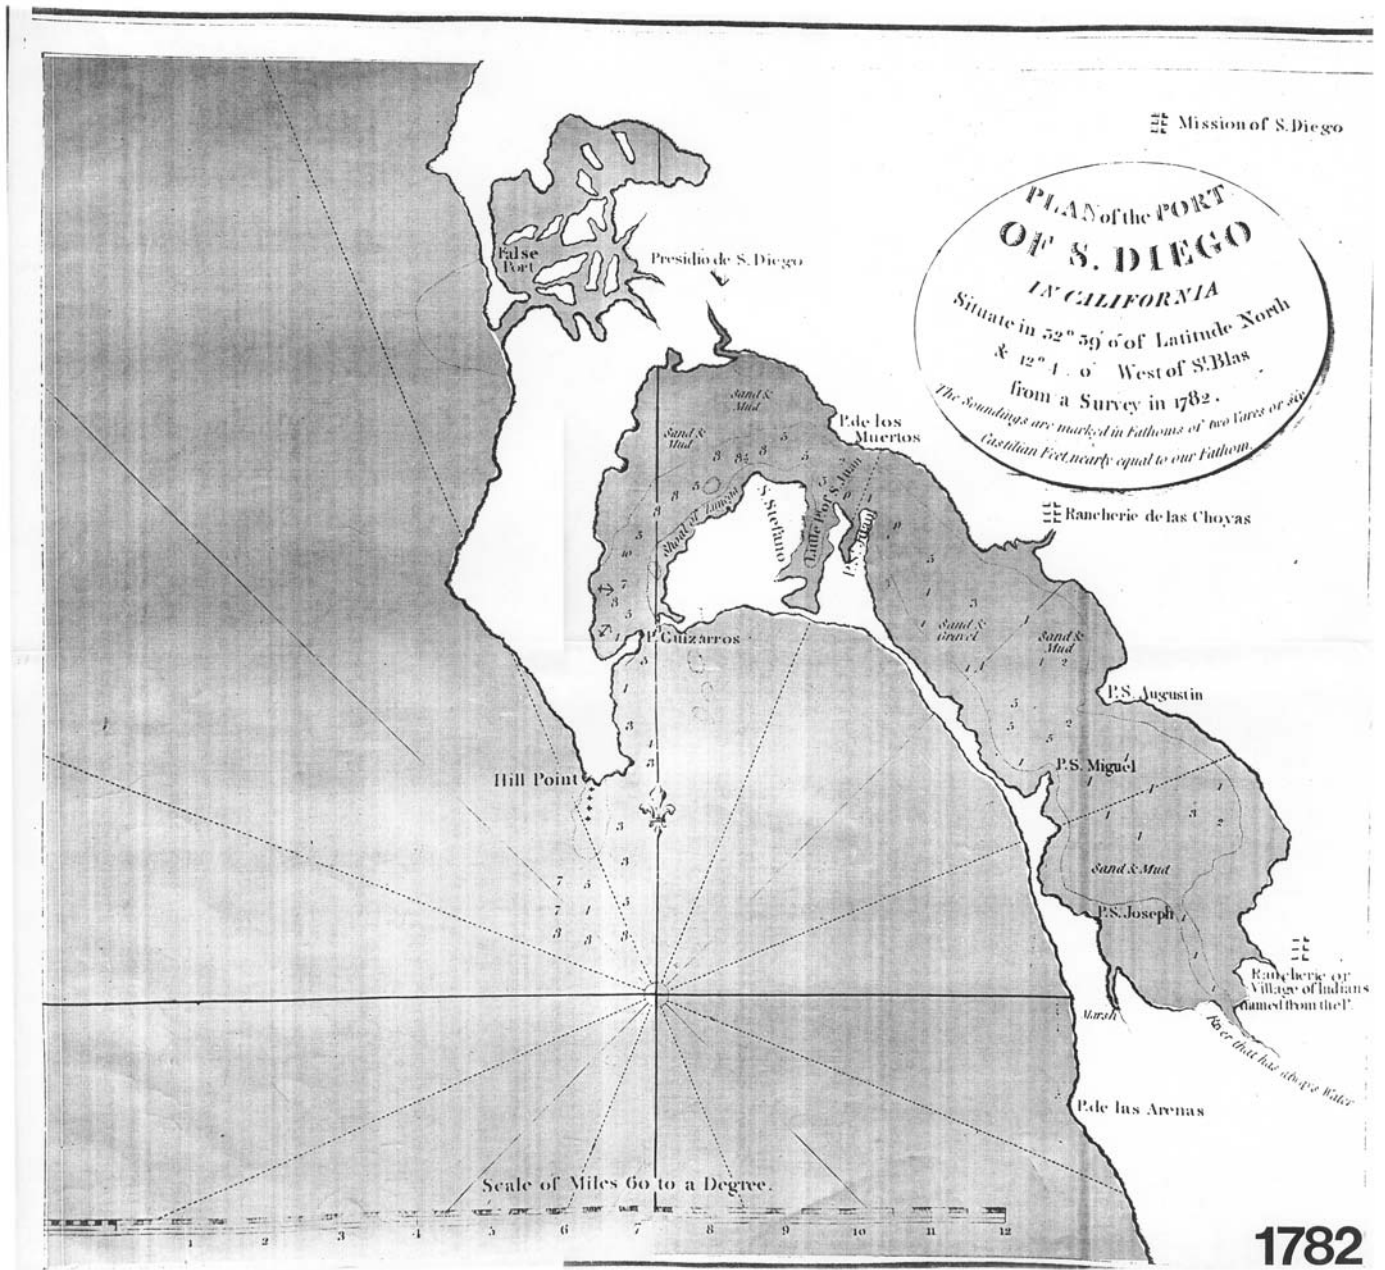 Mission of S. Diego
PLAN of the PORT
OF S. DIEGO
IN CALIFORNIA
Situate in 32° 39' 0" of Latitude North
& 12° 4' 0" West of St. Blas
from a Survey in 1782.
The Soundings are marked in Fathoms of two Vares or six
Castilian Feet, nearly equal to our Fathom.
False
Port
Presidio de S. Diego
Sand &
Mud
Sand &
Mud
P. de los
Muertos
Shoal of
S. Stefano
Little P. of S. Juan
P. S. Juan
Rancherie de las Choyas
P. Guizarros
Sand &
Gravel
Sand &
Mud
P. S. Augustin
Hill Point
P. S. Miguel
Sand & Mud
P. S. Joseph
Rancherie or
Village of Indians
named from the P.
Marsh
River that has always Water
P. de las Arenas
Scale of Miles 60 to a Degree.
1 2 3 4 5 6 7 8 9 10 11 12
1782